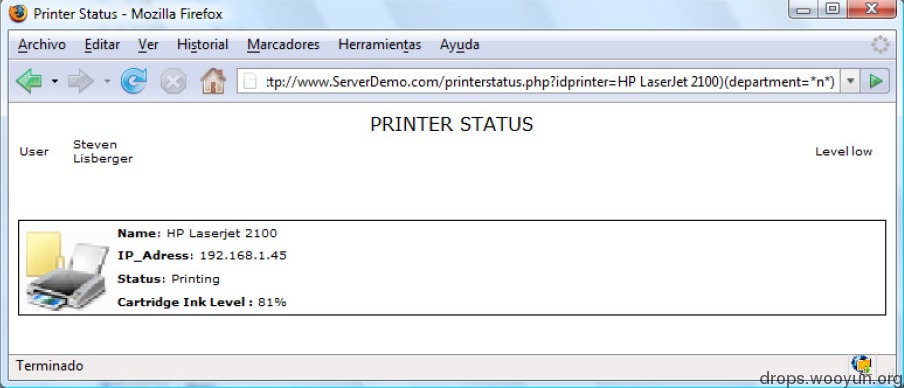 Printer Status - Mozilla Firefox
Archivo Editar Ver Historial Marcadores Herramientas Ayuda
:tp://www.ServerDemo.com/printerstatus.php?idprinter=HP LaserJet 2100)(department=*n*)
PRINTER STATUS
User Steven Lisberger
Level low
Name: HP Laserjet 2100
IP_Adress: 192.168.1.45
Status: Printing
Cartridge Ink Level : 81%
Terminado
drops.wooyun.org